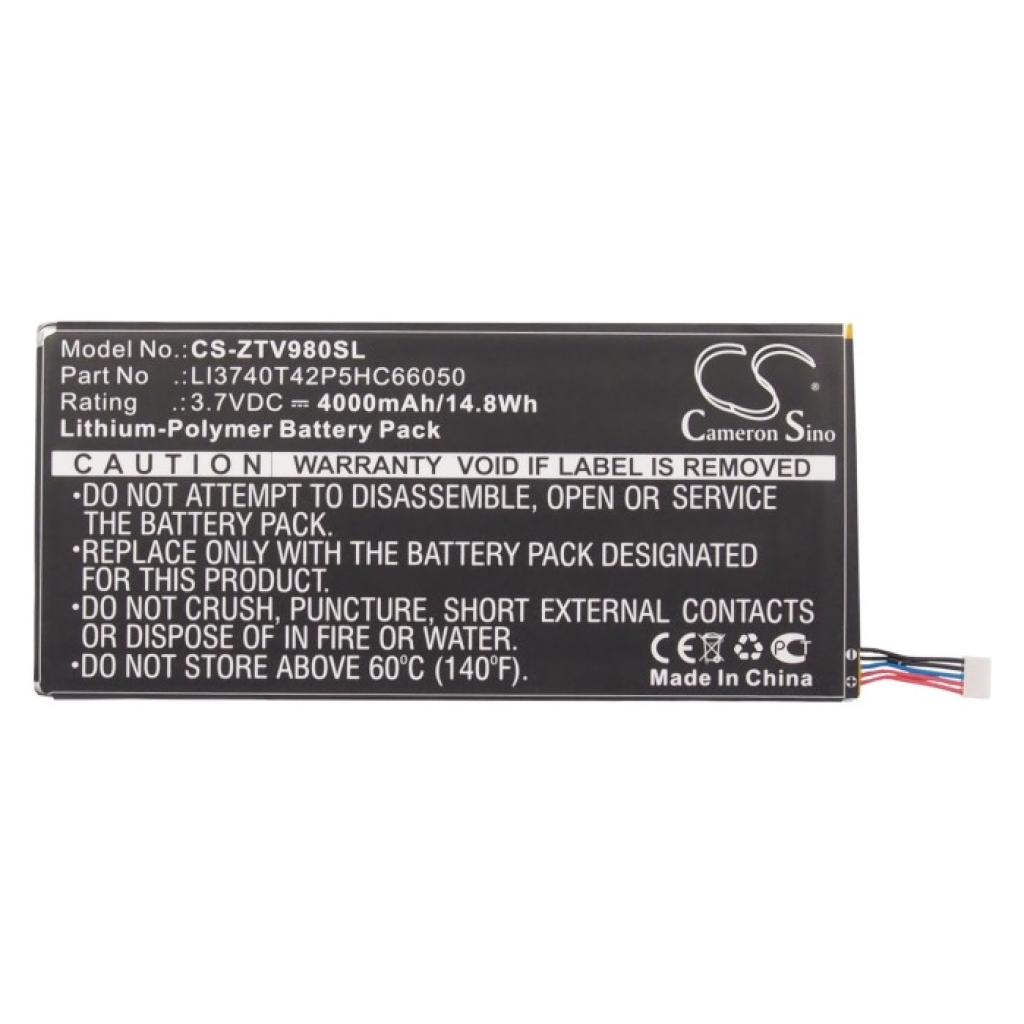 Model No.: CS-ZTV980SL
Part No .: LI3740T42P5HC66050
Rating .: 3.7VDC ⎓ 4000mAh/14.8Wh
Lithium-Polymer Battery Pack
CS ®
Cameron Sino
CAUTION WARRANTY VOID IF LABEL IS REMOVED
•DO NOT ATTEMPT TO DISASSEMBLE, OPEN OR SERVICE
THE BATTERY PACK.
•REPLACE ONLY WITH THE BATTERY PACK DESIGNATED
FOR THIS PRODUCT.
•DO NOT CRUSH, PUNCTURE, SHORT EXTERNAL CONTACTS
OR DISPOSE OF IN FIRE OR WATER.
•DO NOT STORE ABOVE 60°C (140°F).
CE PCT
Made In China